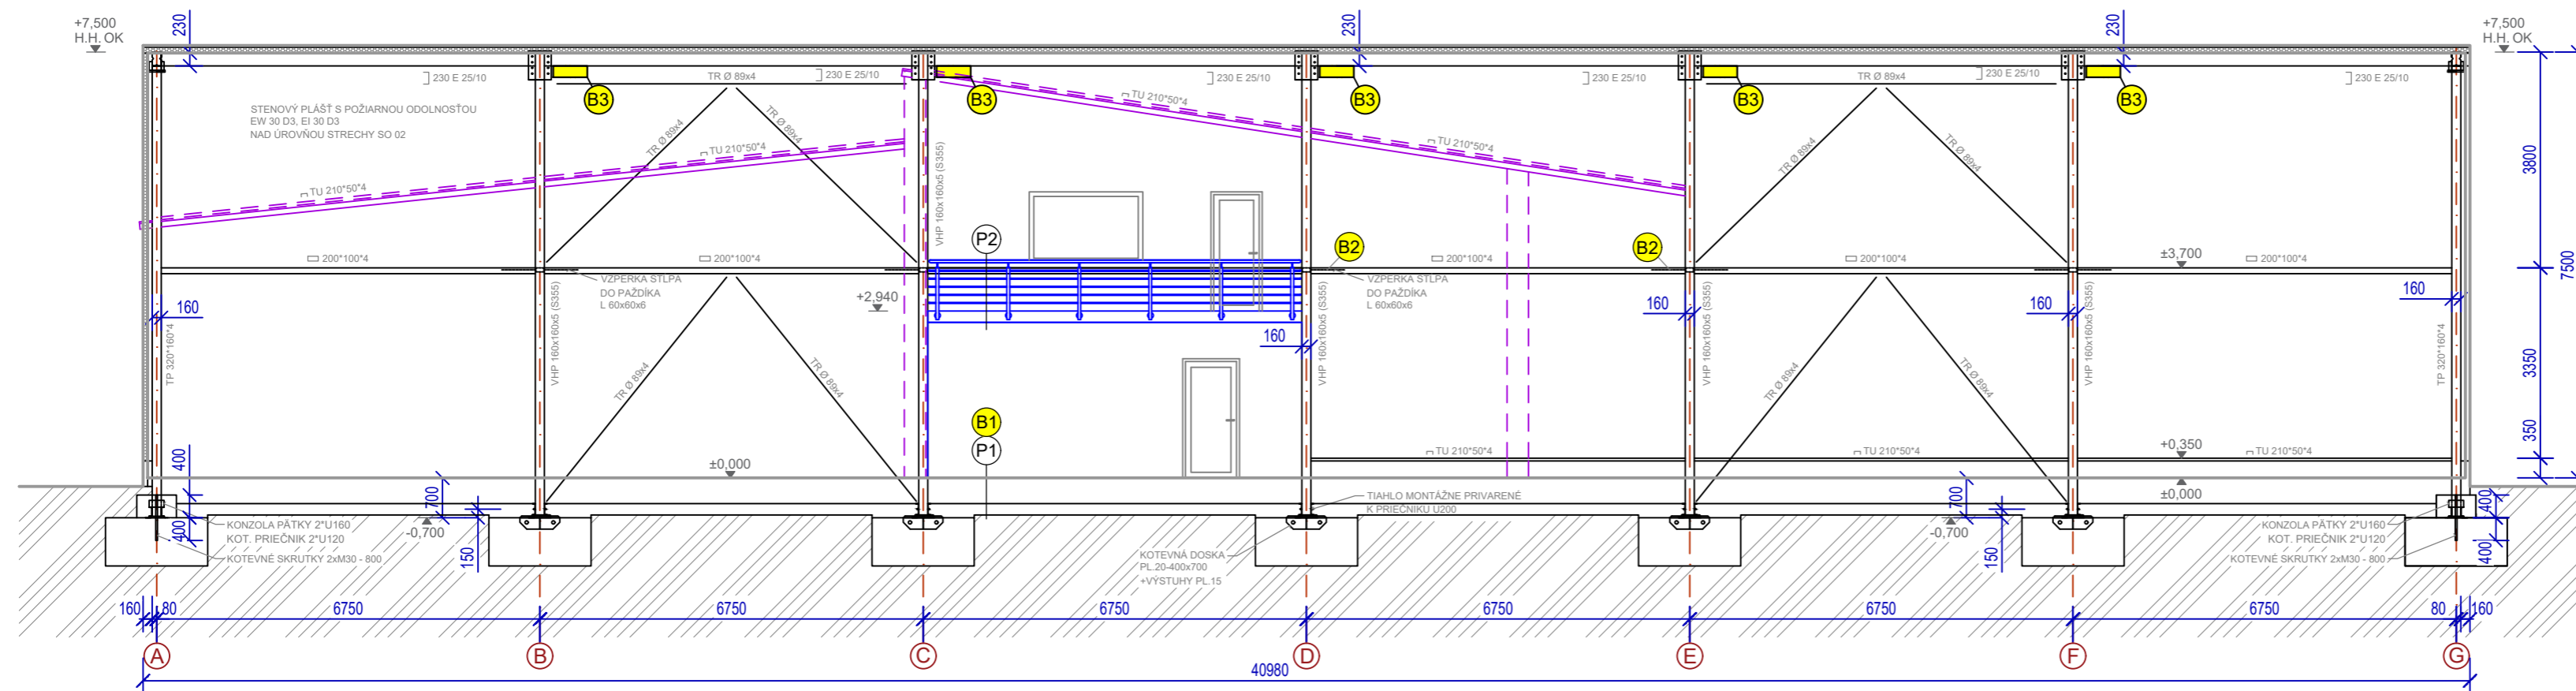 +7,500
H.H. OK
230
230
230
+7,500
H.H. OK
230 E 25/10
TR Ø 89x4
230 E 25/10
230 E 25/10
230 E 25/10
TR Ø 89x4
230 E 25/10
230 E 25/10
B3
B3
B3
B3
B3
STENOVÝ PLÁŠŤ S POŽIARNOU ODOLNOSŤOU
EW 30 D3, EI 30 D3
NAD ÚROVŇOU STRECHY SO 02
TU 210*50*4
TR Ø 89x4
TR Ø 89x4
TU 210*50*4
TU 210*50*4
TU 210*50*4
TR Ø 89x4
TR Ø 89x4
3800
VHP 160x160x5 (S355)
P2
B2
B2
200*100*4
200*100*4
200*100*4
200*100*4
±3,700
200*100*4
7500
VZPERKA STĹPA
DO PAŽDÍKA
L 60x60x6
VZPERKA STĹPA
DO PAŽDÍKA
L 60x60x6
+2,940
160
160
160
160
160
TP 320*160*4
VHP 160x160x5 (S355)
VHP 160x160x5 (S355)
VHP 160x160x5 (S355)
VHP 160x160x5 (S355)
TP 320*160*4
3350
TR Ø 89x4
TR Ø 89x4
TR Ø 89x4
TR Ø 89x4
B1
P1
400
±0,000
TU 210*50*4
TU 210*50*4
+0,350
TU 210*50*4
350
±0,000
700
TIAHLO MONTÁŽNE PRIVARENÉ
K PRIEČNIKU U200
700
400
KONZOLA PÄTKY 2*U160
KOT. PRIEČNIK 2*U120
KOTEVNÉ SKRUTKY 2xM30 - 800
400
-0,700
150
KOTEVNÁ DOSKA
PL.20-400x700
+VÝSTUHY PL.15
-0,700
150
KONZOLA PÄTKY 2*U160
KOT. PRIEČNIK 2*U120
KOTEVNÉ SKRUTKY 2xM30 - 800
400
160
80
6750
6750
6750
6750
6750
6750
80
160
A
B
C
D
E
F
G
40980